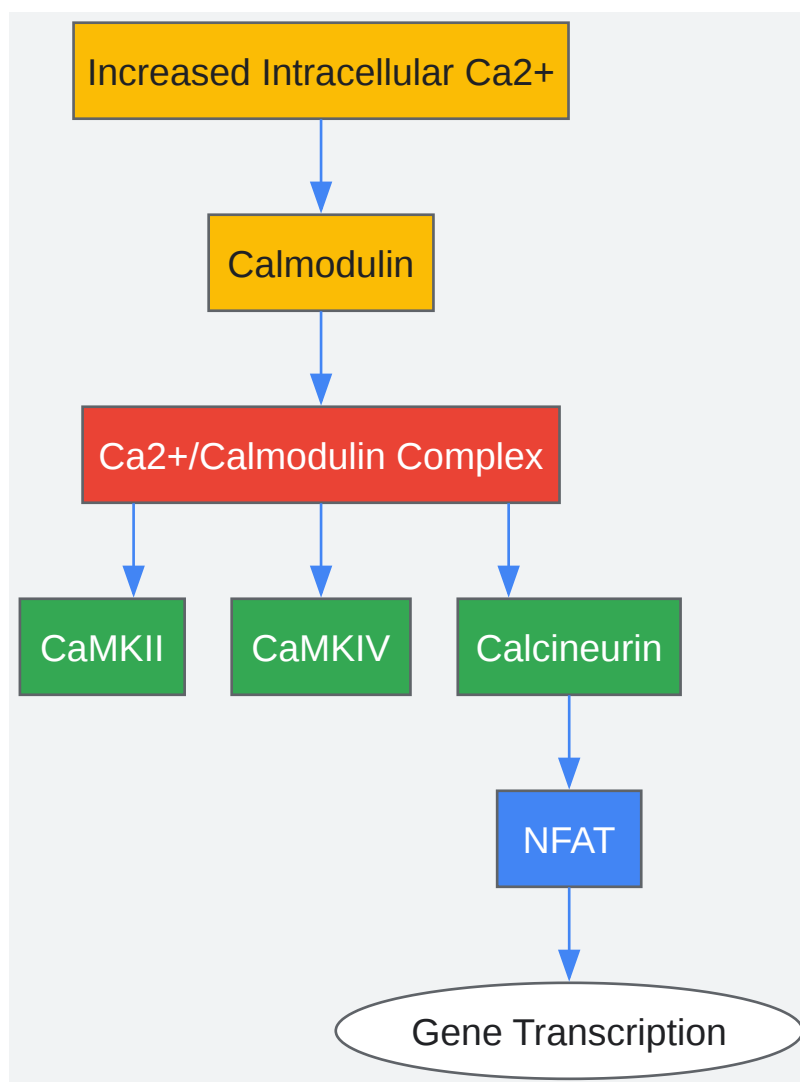 Increased Intracellular Ca2+
Calmodulin
Ca2+/Calmodulin Complex
CaMKII
CaMKIV
Calcineurin
NFAT
Gene Transcription